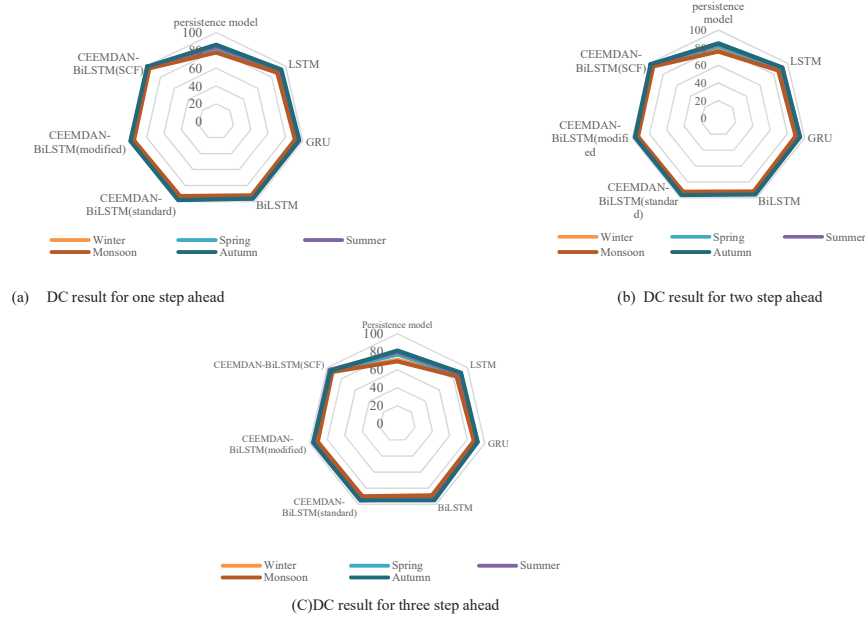 persistence model
100
80
60
40
20
0
LSTM
GRU
BiLSTM
CEEMDAN-
BiLSTM(standard)
CEEMDAN-
BiLSTM(modified)
CEEMDAN-
BiLSTM(SCF)
Winter Spring Summer
Monsoon Autumn
(a) DC result for one step ahead
persistence
model
100
80
60
40
20
0
LSTM
GRU
BiLSTM
CEEMDAN-
BiLSTM(standar
d)
CEEMDAN-
BiLSTM(modifi
ed
CEEMDAN-
BiLSTM(SCF)
Winter Spring Summer
Monsoon Autumn
(b) DC result for two step ahead
Persistence model
100
80
60
40
20
0
LSTM
GRU
BiLSTM
CEEMDAN-
BiLSTM(standard)
CEEMDAN-
BiLSTM(modified)
CEEMDAN-BiLSTM(SCF)
Winter Spring Summer
Monsoon Autumn
(C)DC result for three step ahead